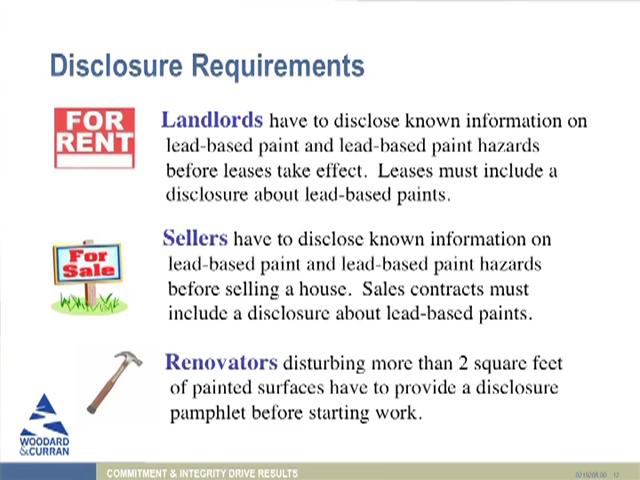 Disclosure Requirements
FOR
RENT
Landlords have to disclose known information on
lead-based paint and lead-based paint hazards
before leases take effect. Leases must include a
disclosure about lead-based paints.
For
Sale
Sellers have to disclose known information on
lead-based paint and lead-based paint hazards
before selling a house. Sales contracts must
include a disclosure about lead-based paints.
Renovators disturbing more than 2 square feet
of painted surfaces have to provide a disclosure
pamphlet before starting work.
WOODARD
&CURRAN
COMMITMENT & INTEGRITY DRIVE RESULTS
12